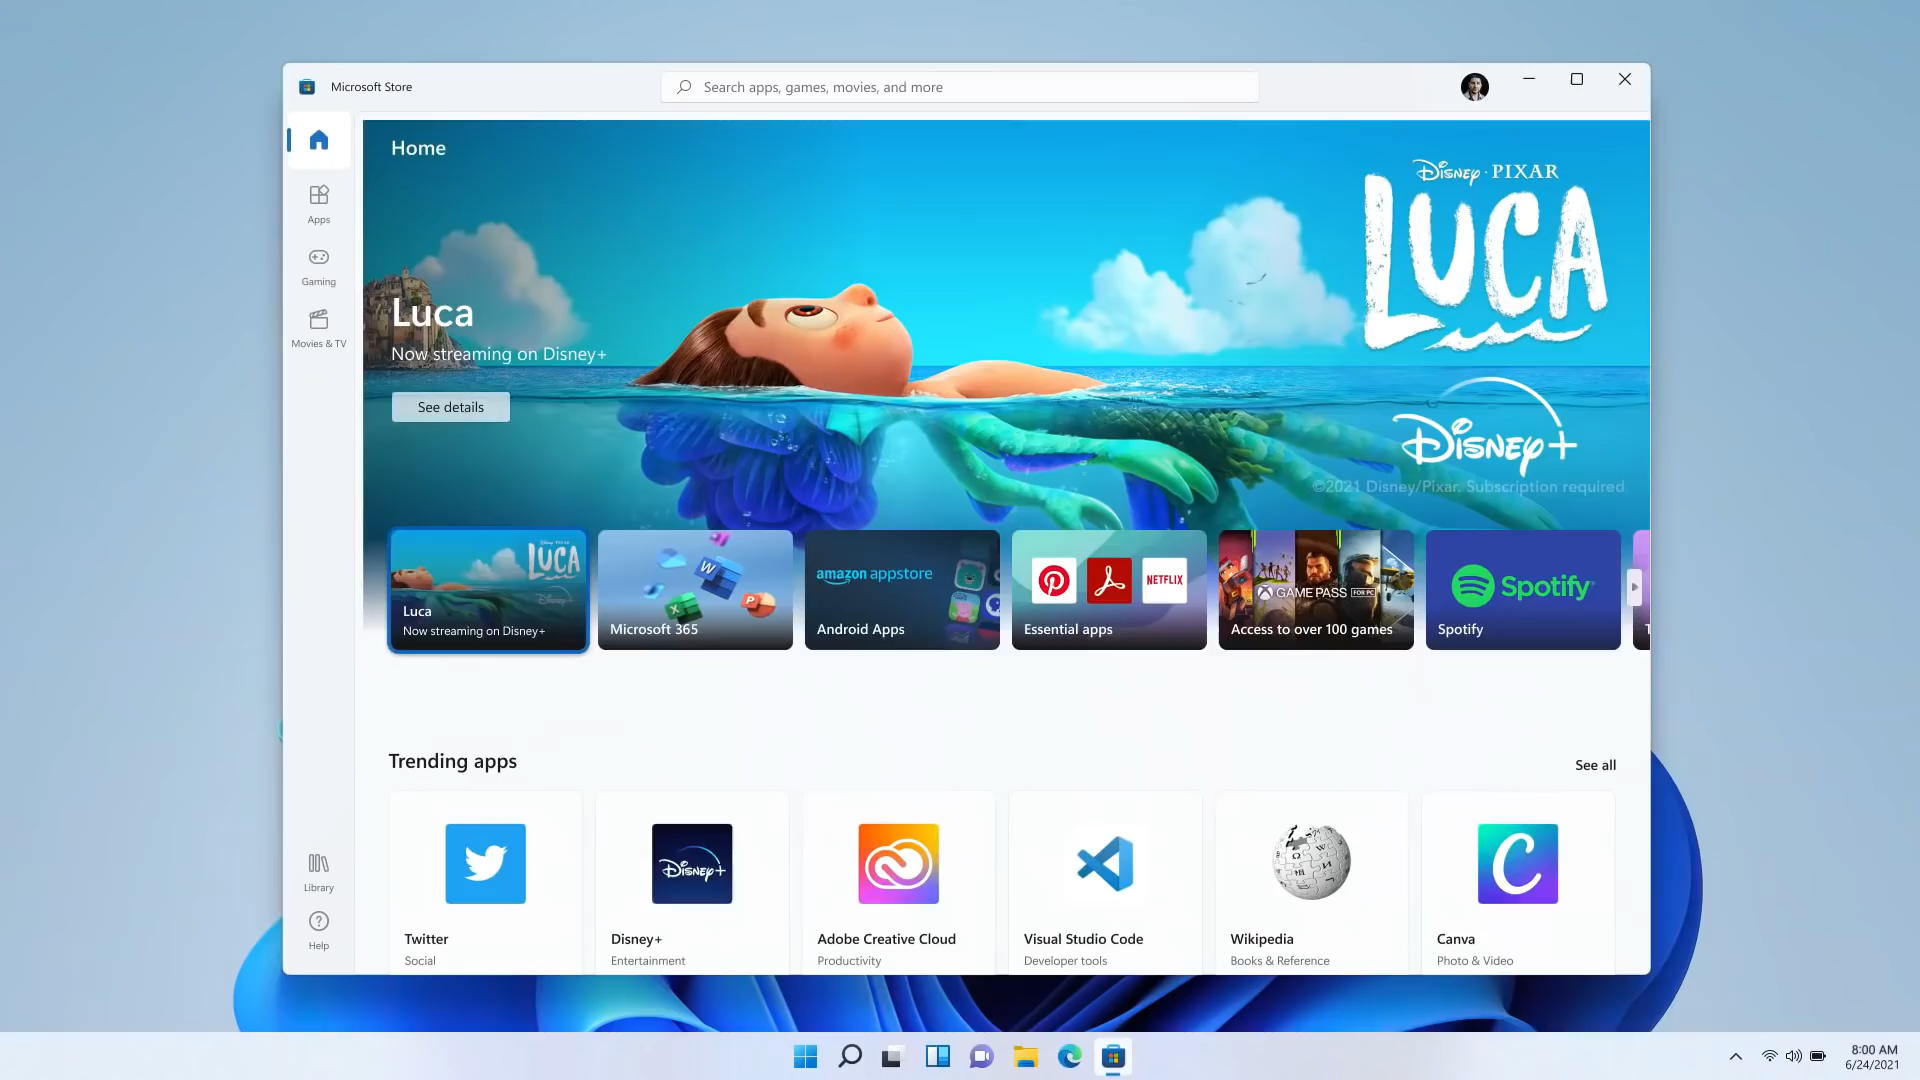 Microsoft Store
Search apps, games, movies, and more
Home
Apps
Gaming
Movies & TV
Library
Help
Disney · PIXAR
LUCA
Luca
Now streaming on Disney+
See details
Disney+
©2021 Disney/Pixar. Subscription required
LUCA
Luca
Now streaming on Disney+
Microsoft 365
amazon appstore
Android Apps
NETFLIX
Essential apps
GAME PASS FOR PC
Access to over 100 games
Spotify
Spotify
Trending apps
See all
Disney+
Twitter
Social
Disney+
Entertainment
Adobe Creative Cloud
Productivity
Visual Studio Code
Developer tools
Wikipedia
Books & Reference
Canva
Photo & Video
8:00 AM
6/24/2021